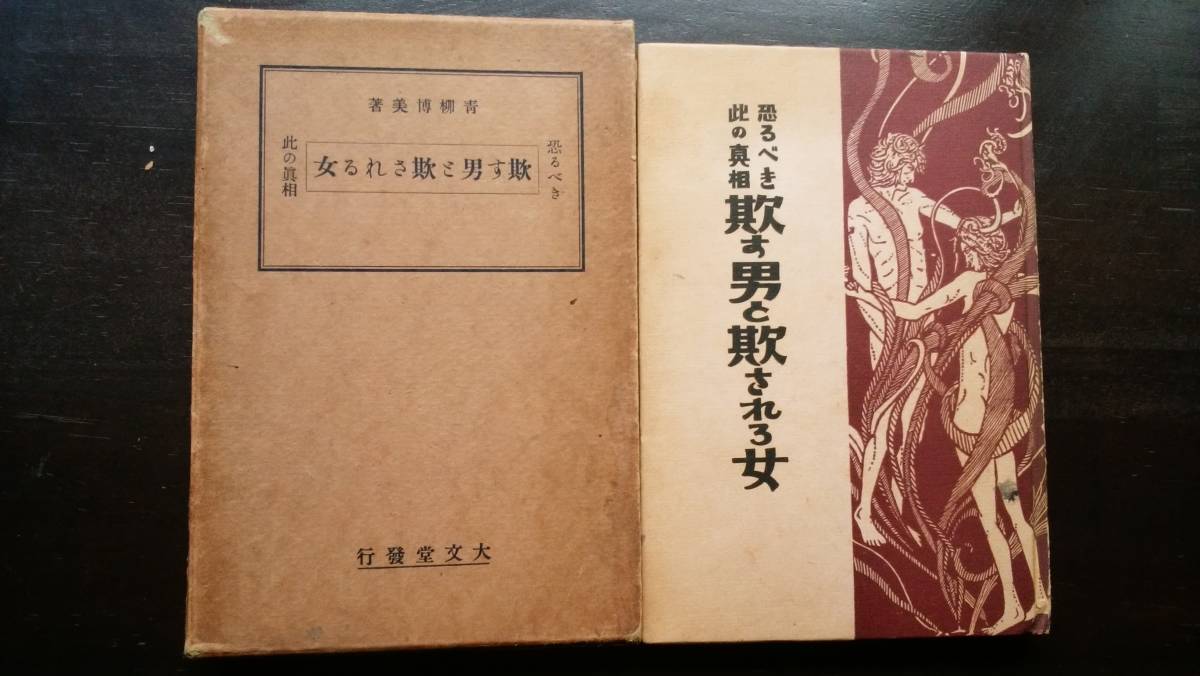 著美博柳青
恐るべき
女るれさ欺と男す欺
此の眞相
行發堂文大
恐るべき
此の真相
欺す男と欺される女